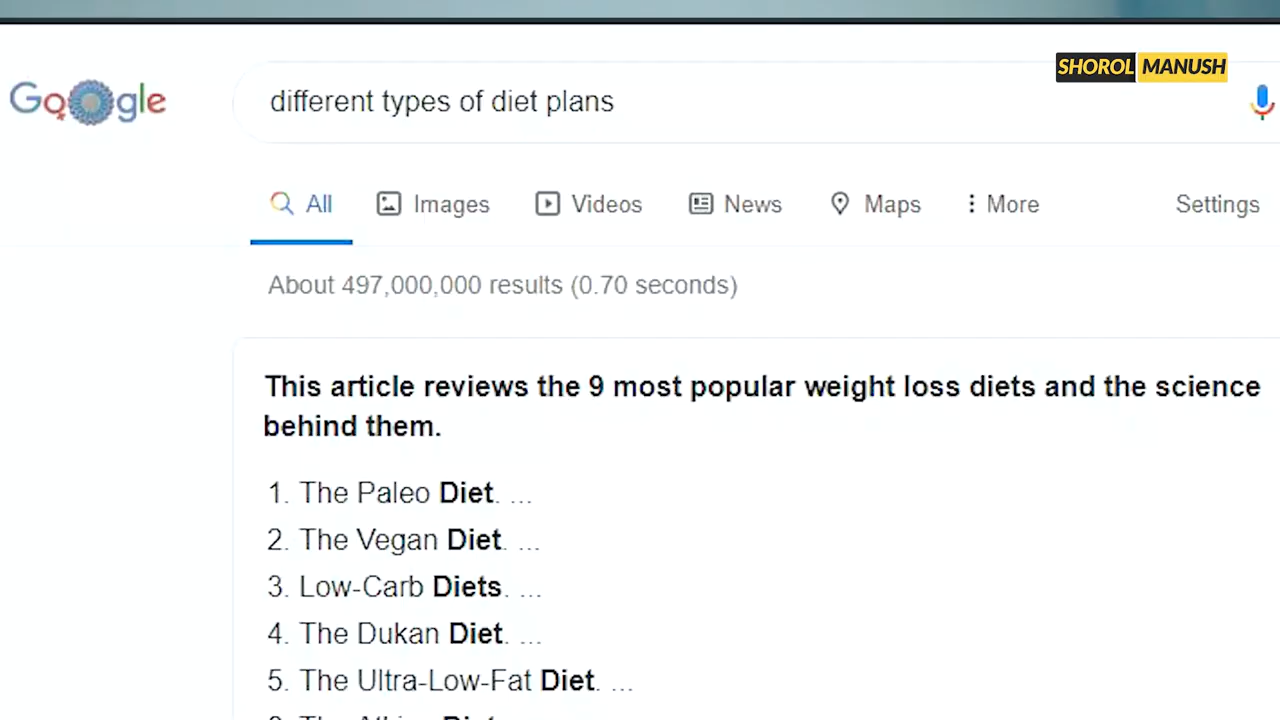 SHOROL MANUSH
Google
different types of diet plans
All Images Videos News Maps More Settings
About 497,000,000 results (0.70 seconds)
This article reviews the 9 most popular weight loss diets and the science
behind them.
1. The Paleo Diet. ...
2. The Vegan Diet. ...
3. Low-Carb Diets. ...
4. The Dukan Diet. ...
5. The Ultra-Low-Fat Diet. ...